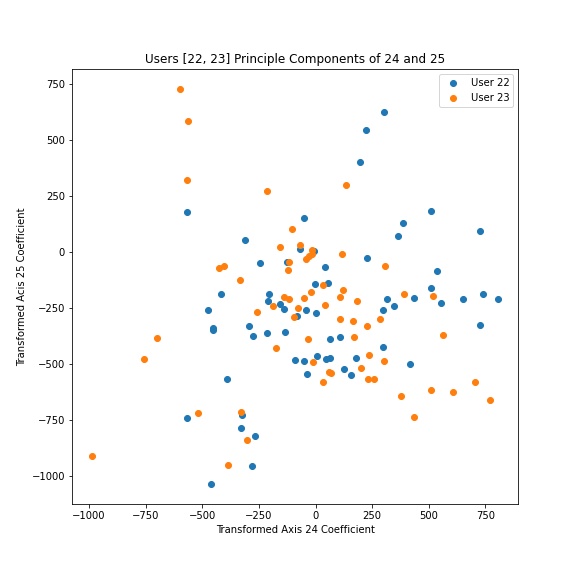 Users [22, 23] Principle Components of 24 and 25
User 22
User 23
750
500
250
0
−250
−500
−750
−1000
Transformed Acis 25 Coefficient
−1000 −750 −500 −250 0 250 500 750
Transformed Axis 24 Coefficient